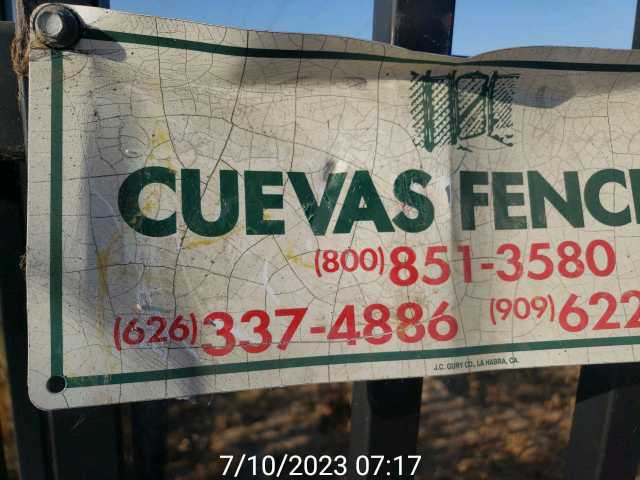 CUEVAS FENC
(800) 851-3580
(626) 337-4886 (909) 622
J.C. GURY CO., LA HABRA, CA.
7/10/2023 07:17